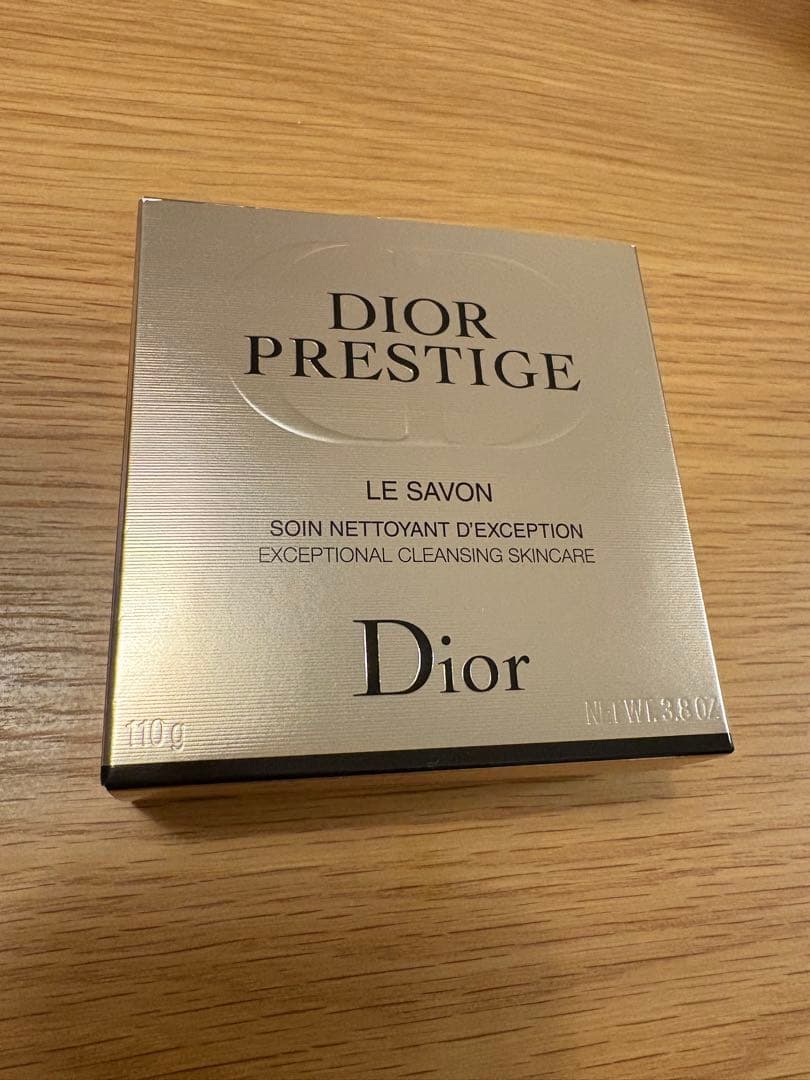 DIOR
PRESTIGE
LE SAVON
SOIN NETTOYANT D'EXCEPTION
EXCEPTIONAL CLEANSING SKINCARE
Dior
110 g
NET WT. 3.8 OZ